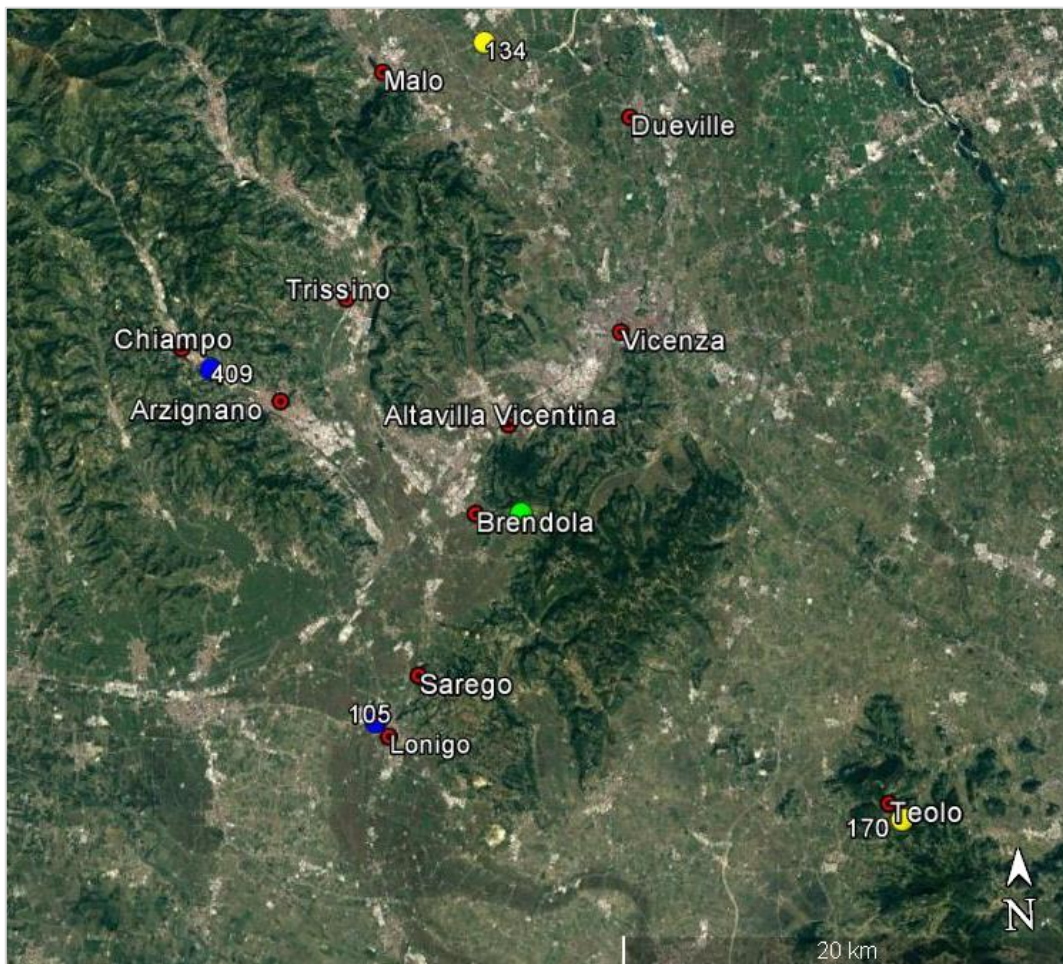 134
Malo
Dueville
Trissino
Vicenza
Chiampo
409
Arzignano
Altavilla Vicentina
Brendola
Sarego
105
Lonigo
Teolo
170
N
20 km